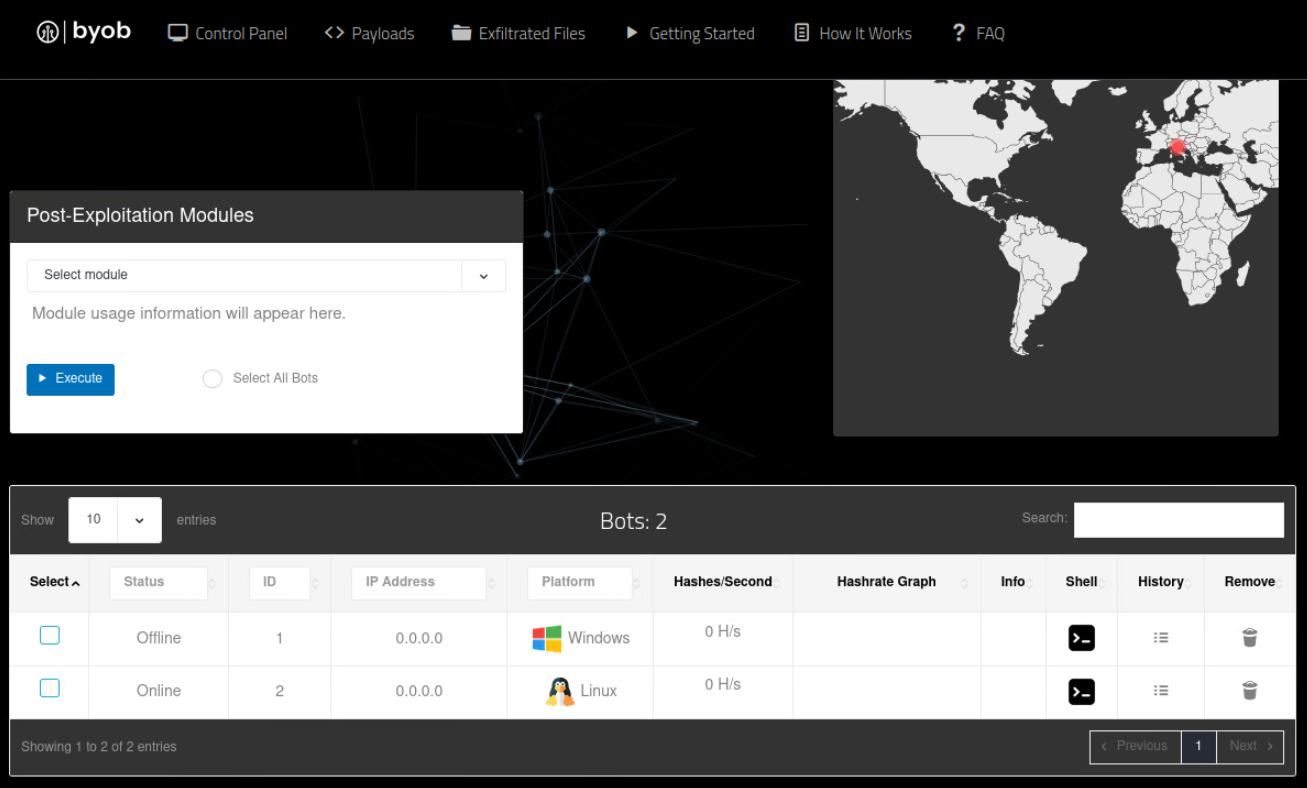 byob Control Panel Payloads Exfiltrated Files Getting Started How It Works FAQ
Post-Exploitation Modules
Select module
Module usage information will appear here.
Execute Select All Bots
Show 10 entries Bots: 2 Search:
Select Status ID IP Address Platform Hashes/Second Hashrate Graph Info Shell History Remove
Offline 1 0.0.0.0 Windows 0 H/s
Online 2 0.0.0.0 Linux 0 H/s
Showing 1 to 2 of 2 entries Previous 1 Next